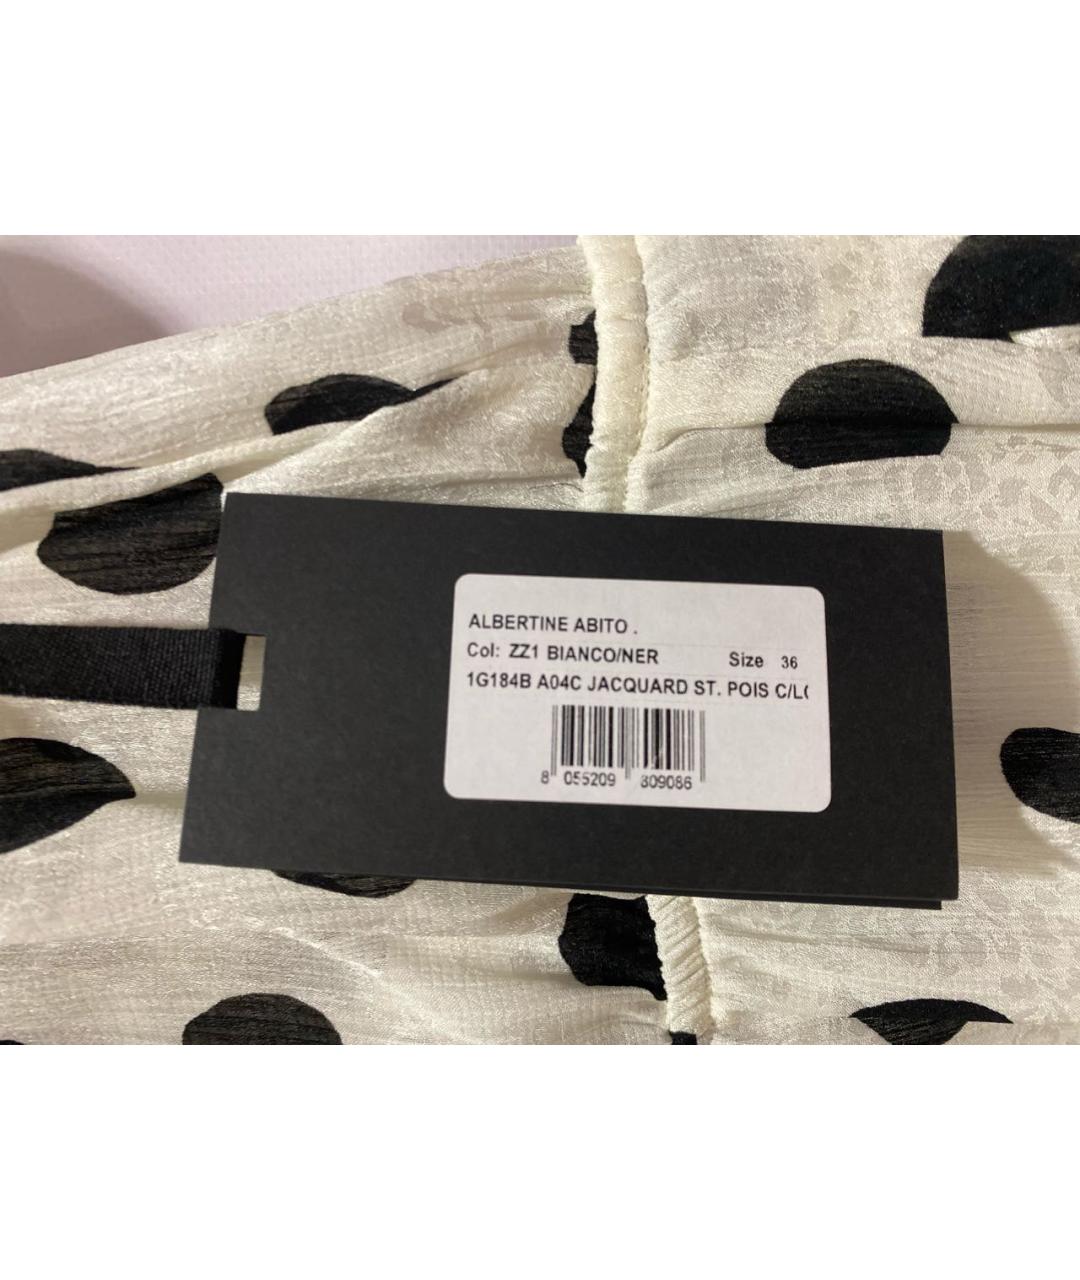 ALBERTINE ABITO .
Col: ZZ1 BIANCO/NER Size 36
1G184B A04C JACQUARD ST. POIS C/L
8 055209 809086